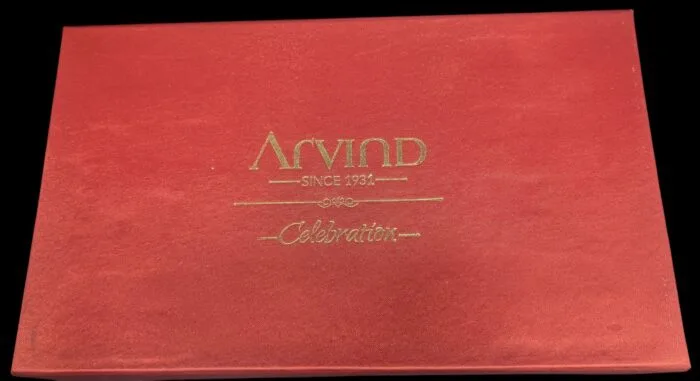 ARVIND
SINCE 1931
Celebration